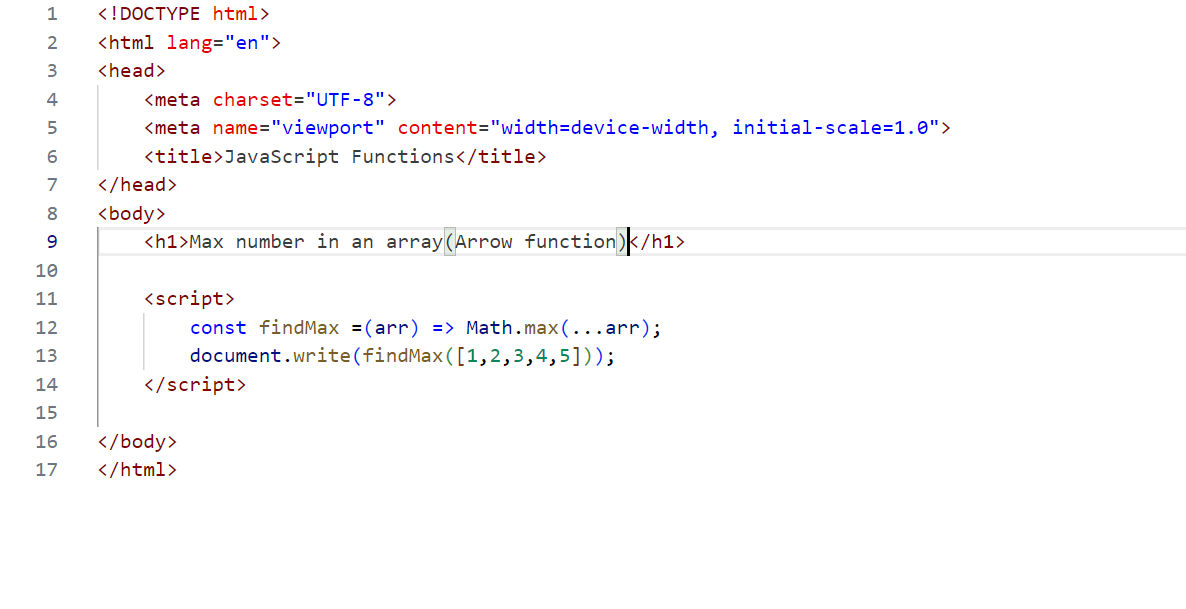 1 <!DOCTYPE html>
2 <html lang="en">
3 <head>
4     <meta charset="UTF-8">
5     <meta name="viewport" content="width=device-width, initial-scale=1.0">
6     <title>JavaScript Functions</title>
7 </head>
8 <body>
9     <h1>Max number in an array(Arrow function)</h1>
10
11     <script>
12         const findMax =(arr) => Math.max(...arr);
13         document.write(findMax([1,2,3,4,5]));
14     </script>
15
16 </body>
17 </html>